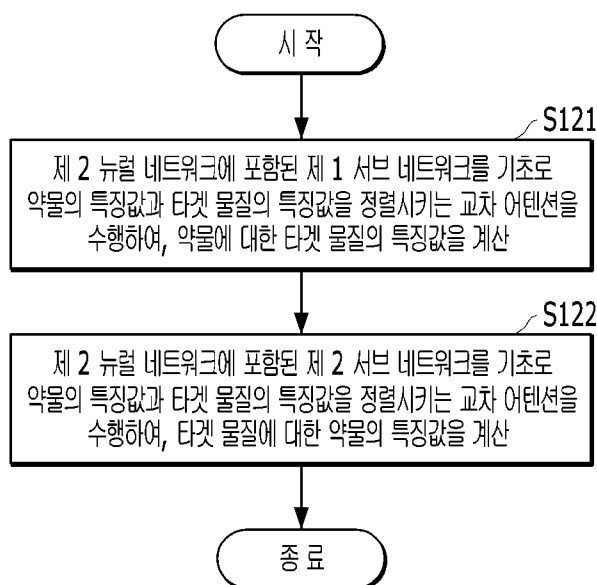 시 작
S121
제 2 뉴럴 네트워크에 포함된 제 1 서브 네트워크를 기초로
약물의 특징값과 타겟 물질의 특징값을 정렬시키는 교차 어텐션을
수행하여, 약물에 대한 타겟 물질의 특징값을 계산
S122
제 2 뉴럴 네트워크에 포함된 제 2 서브 네트워크를 기초로
약물의 특징값과 타겟 물질의 특징값을 정렬시키는 교차 어텐션을
수행하여, 타겟 물질에 대한 약물의 특징값을 계산
종 료